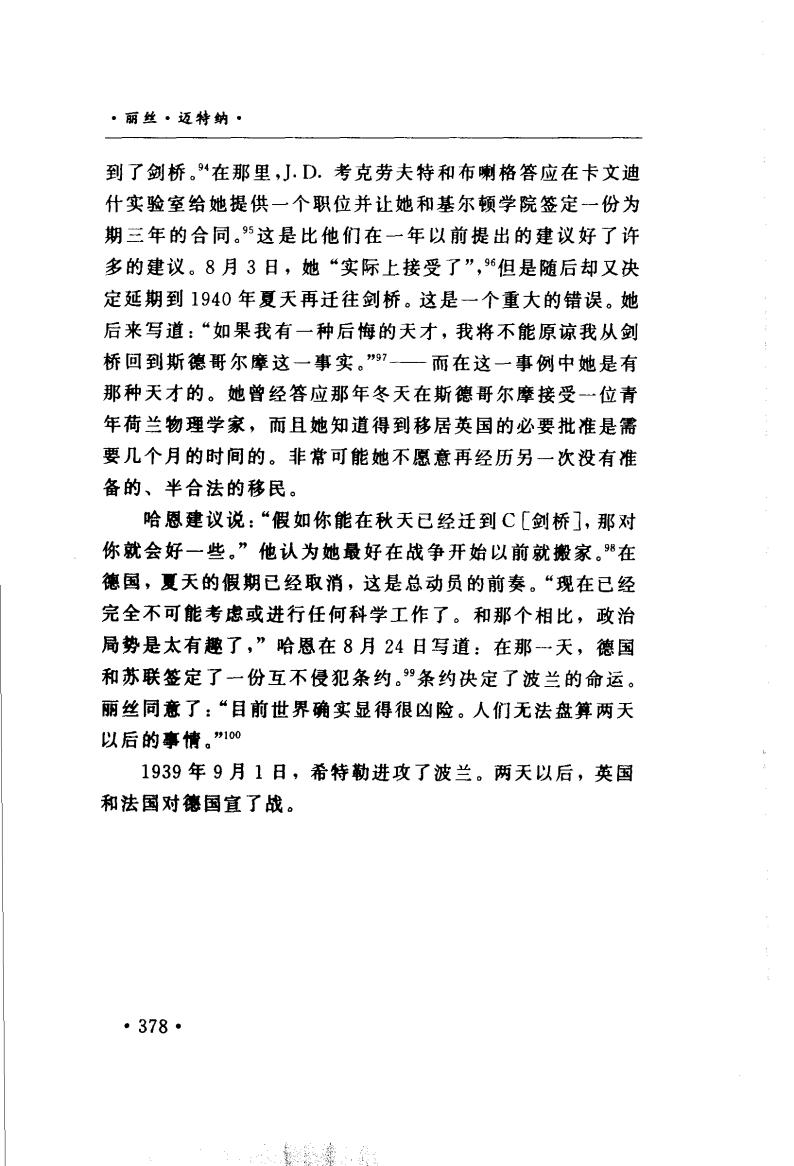 ·丽丝·迈特纳·
到了剑桥。⁹⁴在那里,J.D. 考克劳夫特和布喇格答应在卡文迪
什实验室给她提供一个职位并让她和基尔顿学院签定一份为
期三年的合同。⁹⁵这是比他们在一年以前提出的建议好了许
多的建议。8 月 3 日，她“实际上接受了”,⁹⁶但是随后却又决
定延期到 1940 年夏天再迁往剑桥。这是一个重大的错误。她
后来写道：“如果我有一种后悔的天才，我将不能原谅我从剑
桥回到斯德哥尔摩这一事实。”⁹⁷——而在这一事例中她是有
那种天才的。她曾经答应那年冬天在斯德哥尔摩接受一位青
年荷兰物理学家，而且她知道得到移居英国的必要批准是需
要几个月的时间的。非常可能她不愿意再经历另一次没有准
备的、半合法的移民。
哈恩建议说：“假如你能在秋天已经迁到 C［剑桥］，那对
你就会好一些。”他认为她最好在战争开始以前就搬家。⁹⁸在
德国，夏天的假期已经取消，这是总动员的前奏。“现在已经
完全不可能考虑或进行任何科学工作了。和那个相比，政治
局势是太有趣了，”哈恩在 8 月 24 日写道：在那一天，德国
和苏联签定了一份互不侵犯条约。⁹⁹条约决定了波兰的命运。
丽丝同意了：“目前世界确实显得很凶险。人们无法盘算两天
以后的事情。”¹⁰⁰
1939 年 9 月 1 日，希特勒进攻了波兰。两天以后，英国
和法国对德国宣了战。
·378·